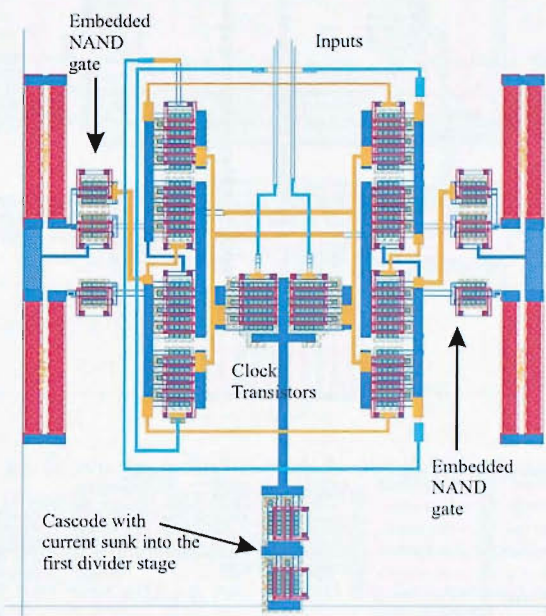 Embedded
NAND
gate
Inputs
Clock
Transistors
Embedded
NAND
gate
Cascode with
current sunk into the
first divider stage